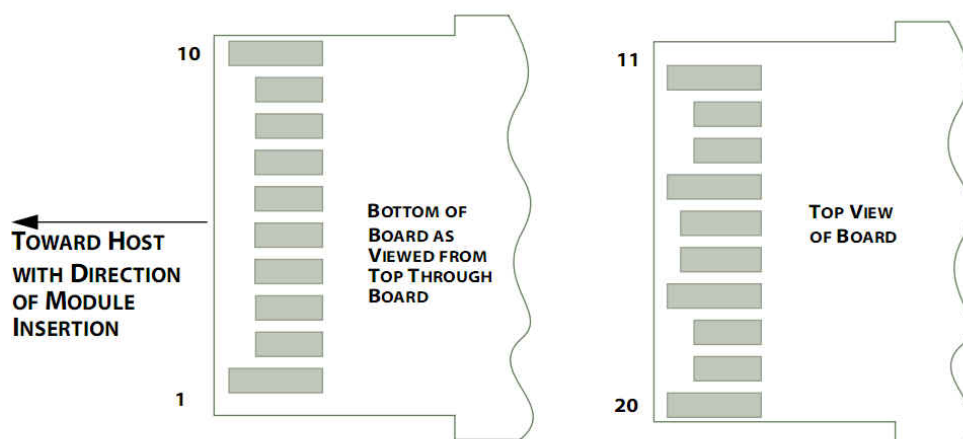 10
1
TOWARD HOST
WITH DIRECTION
OF MODULE
INSERTION
BOTTOM OF
BOARD AS
VIEWED FROM
TOP THROUGH
BOARD
11
20
TOP VIEW
OF BOARD